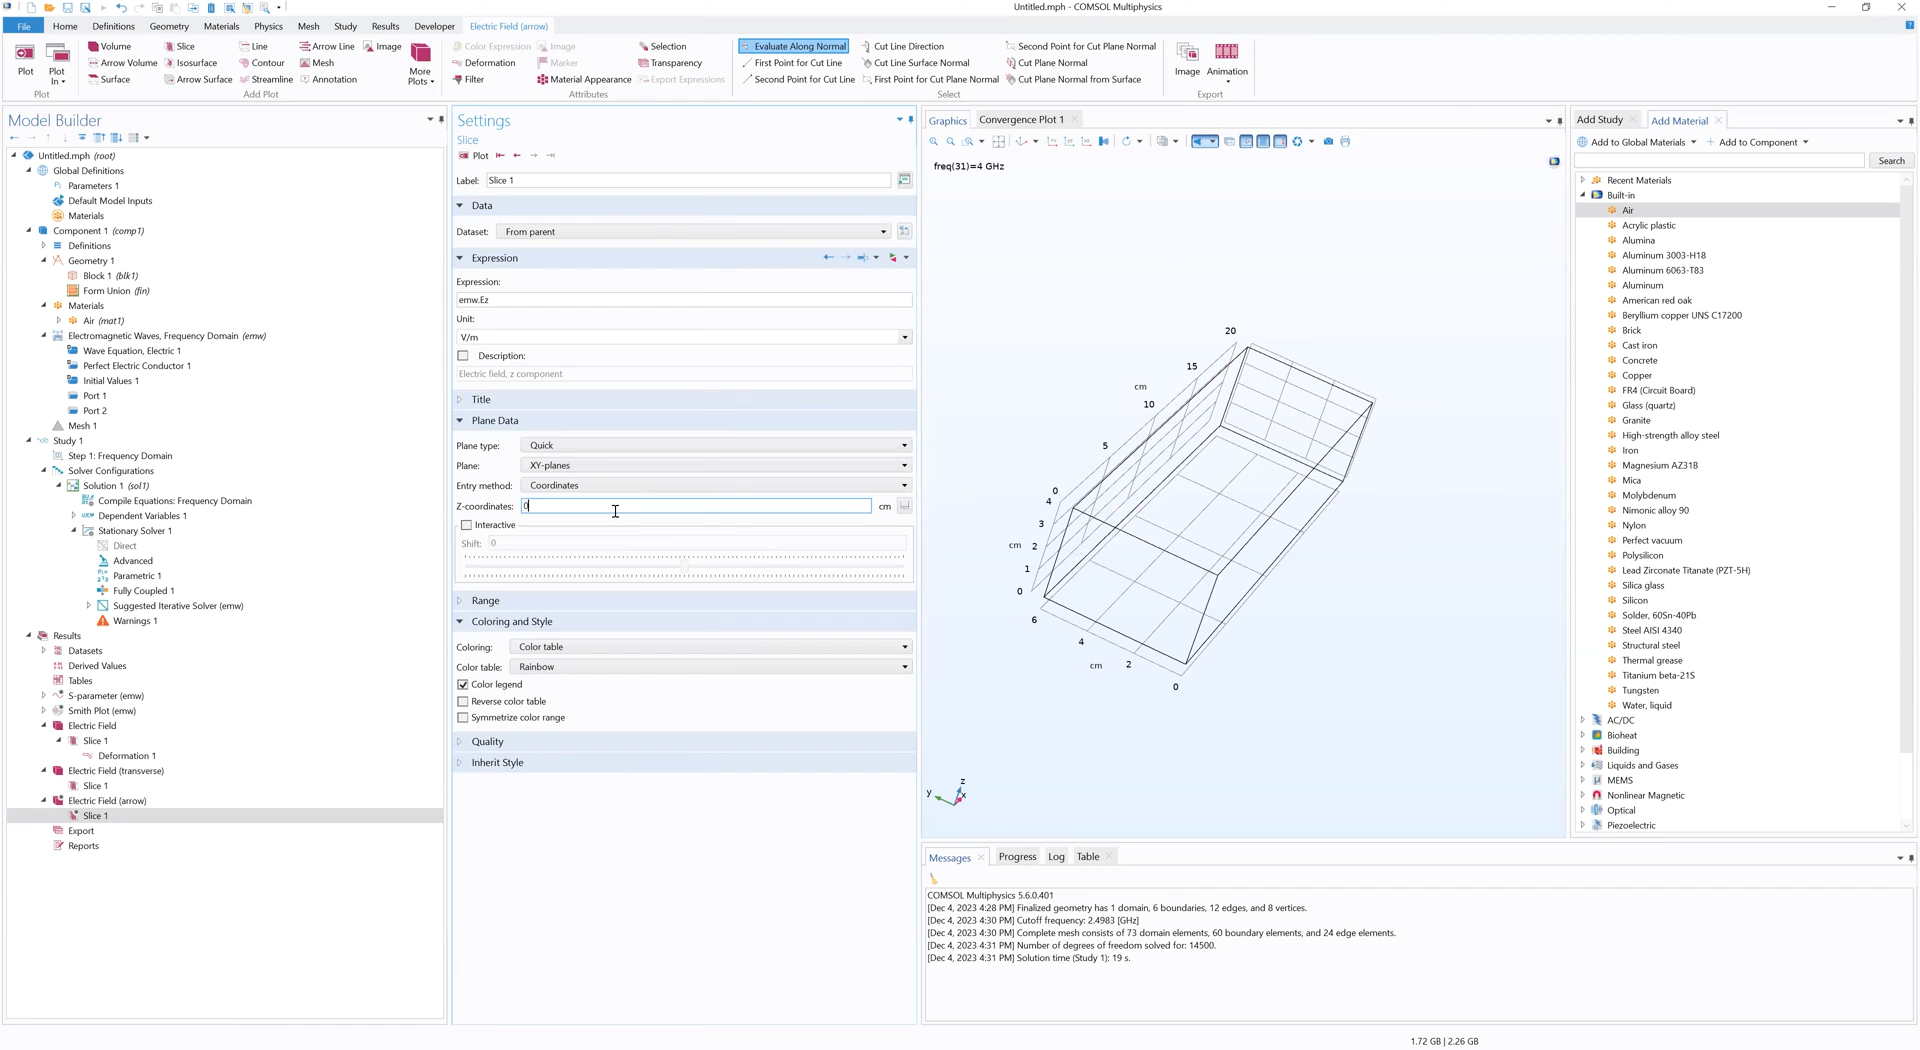 Untitled.mph - COMSOL Multiphysics
File Home Definitions Geometry Materials Physics Mesh Study Results Developer Electric Field (arrow)
Plot
Plot In
Plot
Volume Slice Line Arrow Line Image
Arrow Volume Isosurface Contour Mesh
Surface Arrow Surface Streamline Annotation
More Plots
Add Plot
Color Expression Image Selection
Deformation Marker Transparency
Filter Material Appearance Export Expressions
Attributes
Evaluate Along Normal Cut Line Direction Second Point for Cut Plane Normal
First Point for Cut Line Cut Line Surface Normal Cut Plane Normal
Second Point for Cut Line First Point for Cut Plane Normal Cut Plane Normal from Surface
Select
Image Animation
Export
Model Builder
Untitled.mph (root)
Global Definitions
Pi Parameters 1
Default Model Inputs
Materials
Component 1 (comp1)
Definitions
Geometry 1
Block 1 (blk1)
Form Union (fin)
Materials
Air (mat1)
Electromagnetic Waves, Frequency Domain (emw)
Wave Equation, Electric 1
Perfect Electric Conductor 1
Initial Values 1
Port 1
Port 2
Mesh 1
Study 1
Step 1: Frequency Domain
Solver Configurations
Solution 1 (sol1)
Compile Equations: Frequency Domain
Dependent Variables 1
Stationary Solver 1
Direct
Advanced
Parametric 1
Fully Coupled 1
Suggested Iterative Solver (emw)
Warnings 1
Results
Datasets
Derived Values
Tables
S-parameter (emw)
Smith Plot (emw)
Electric Field
Slice 1
Deformation 1
Electric Field (transverse)
Slice 1
Electric Field (arrow)
Slice 1
Export
Reports
Settings
Slice
Plot
Label: Slice 1
Data
Dataset: From parent
Expression
Expression:
emw.Ez
Unit:
V/m
Description:
Electric field, z component
Title
Plane Data
Plane type: Quick
Plane: XY-planes
Entry method: Coordinates
Z-coordinates: 0 cm
Interactive
Shift: 0
Range
Coloring and Style
Coloring: Color table
Color table: Rainbow
Color legend
Reverse color table
Symmetrize color range
Quality
Inherit Style
Graphics Convergence Plot 1
freq(31)=4 GHz
20
15
cm
10
5
0
4
3
cm 2
1
0
6
4
cm 2
0
z
y x
Messages Progress Log Table
COMSOL Multiphysics 5.6.0.401
[Dec 4, 2023 4:28 PM] Finalized geometry has 1 domain, 6 boundaries, 12 edges, and 8 vertices.
[Dec 4, 2023 4:30 PM] Cutoff frequency: 2.4983 [GHz]
[Dec 4, 2023 4:30 PM] Complete mesh consists of 73 domain elements, 60 boundary elements, and 24 edge elements.
[Dec 4, 2023 4:31 PM] Number of degrees of freedom solved for: 14500.
[Dec 4, 2023 4:31 PM] Solution time (Study 1): 19 s.
Add Study Add Material
Add to Global Materials + Add to Component
Search
Recent Materials
Built-in
Air
Acrylic plastic
Alumina
Aluminum 3003-H18
Aluminum 6063-T83
Aluminum
American red oak
Beryllium copper UNS C17200
Brick
Cast iron
Concrete
Copper
FR4 (Circuit Board)
Glass (quartz)
Granite
High-strength alloy steel
Iron
Magnesium AZ31B
Mica
Molybdenum
Nimonic alloy 90
Nylon
Perfect vacuum
Polysilicon
Lead Zirconate Titanate (PZT-5H)
Silica glass
Silicon
Solder, 60Sn-40Pb
Steel AISI 4340
Structural steel
Thermal grease
Titanium beta-21S
Tungsten
Water, liquid
AC/DC
Bioheat
Building
Liquids and Gases
MEMS
Nonlinear Magnetic
Optical
Piezoelectric
1.72 GB | 2.26 GB